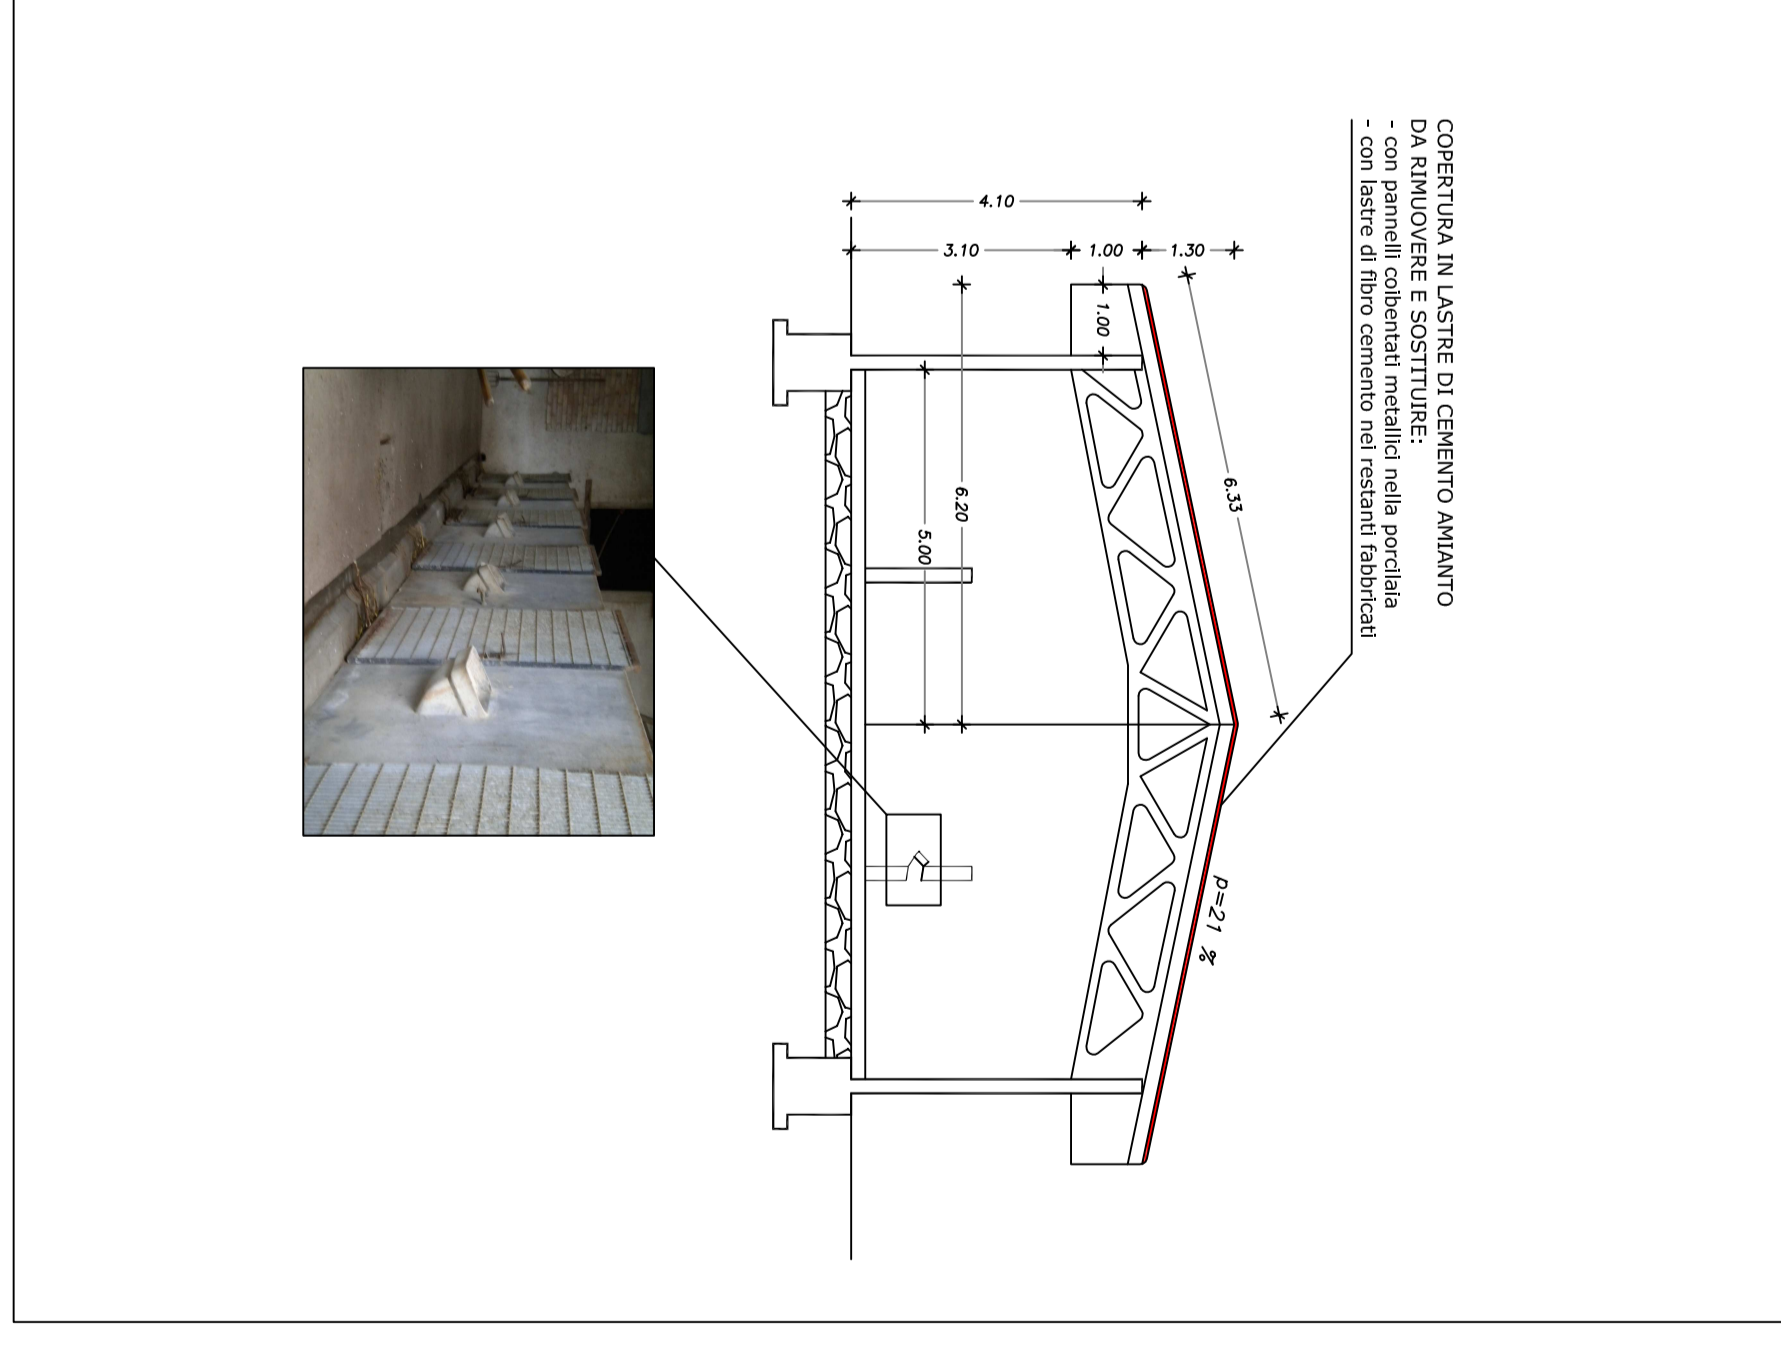 COPERTURA IN LASTRE DI CEMENTO AMIANTO
DA RIMUOVERE E SOSTITUIRE:
- con pannelli coibentati metallici nella porcilaia
- con lastre di fibro cemento nei restanti fabbricati
6.33
p=21 %
1.30
1.00
3.10
4.10
1.00
6.20
5.00